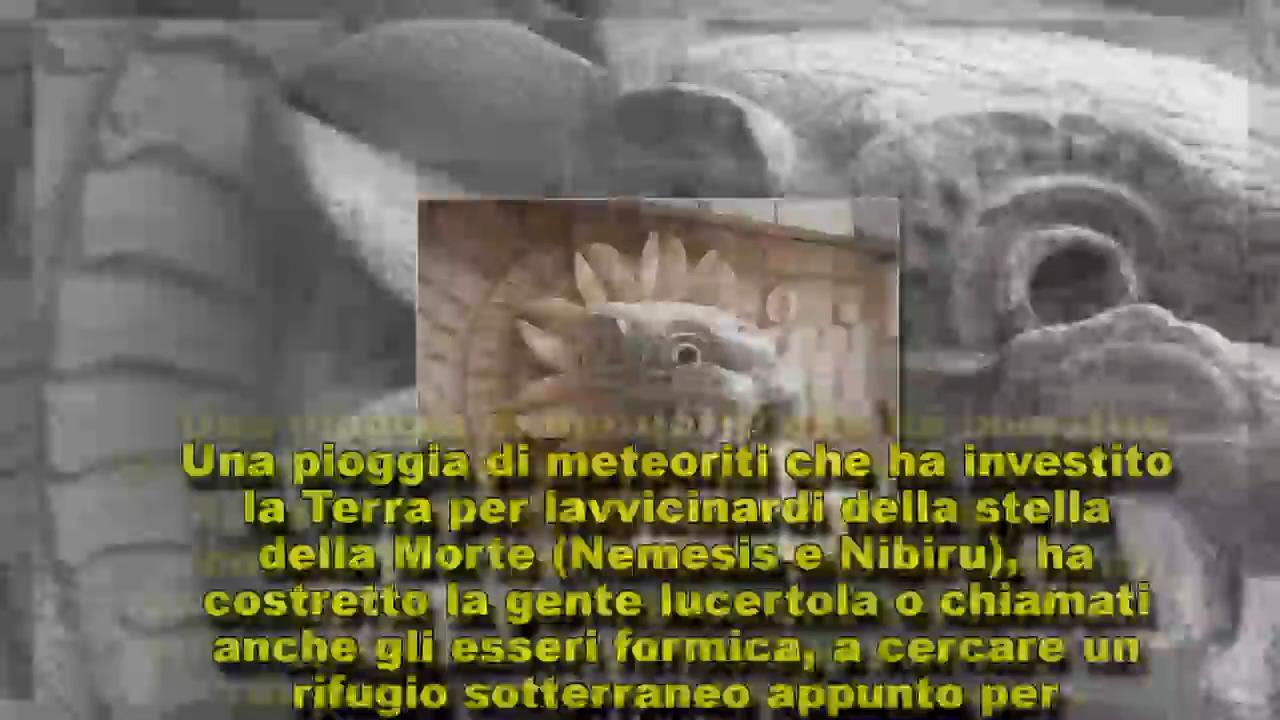 Una pioggia di meteoriti che ha investito
la Terra per lavvicinardi della stella
della Morte (Nemesis e Nibiru), ha
costretto la gente lucertola o chiamati
anche gli esseri formica, a cercare un
rifugio sotterraneo appunto per